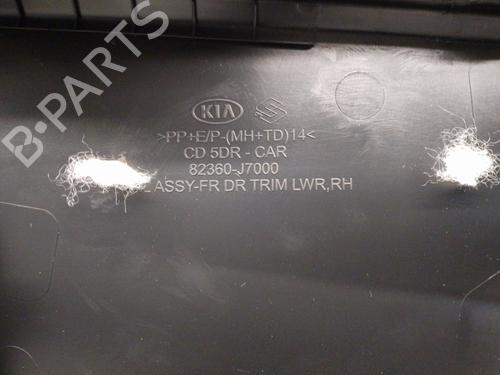 B-PARTS
KIA
>PP+E/P-(MH+TD)14<
CD 5DR - CAR
82360-J7000
ASSY-FR DR TRIM LWR,RH